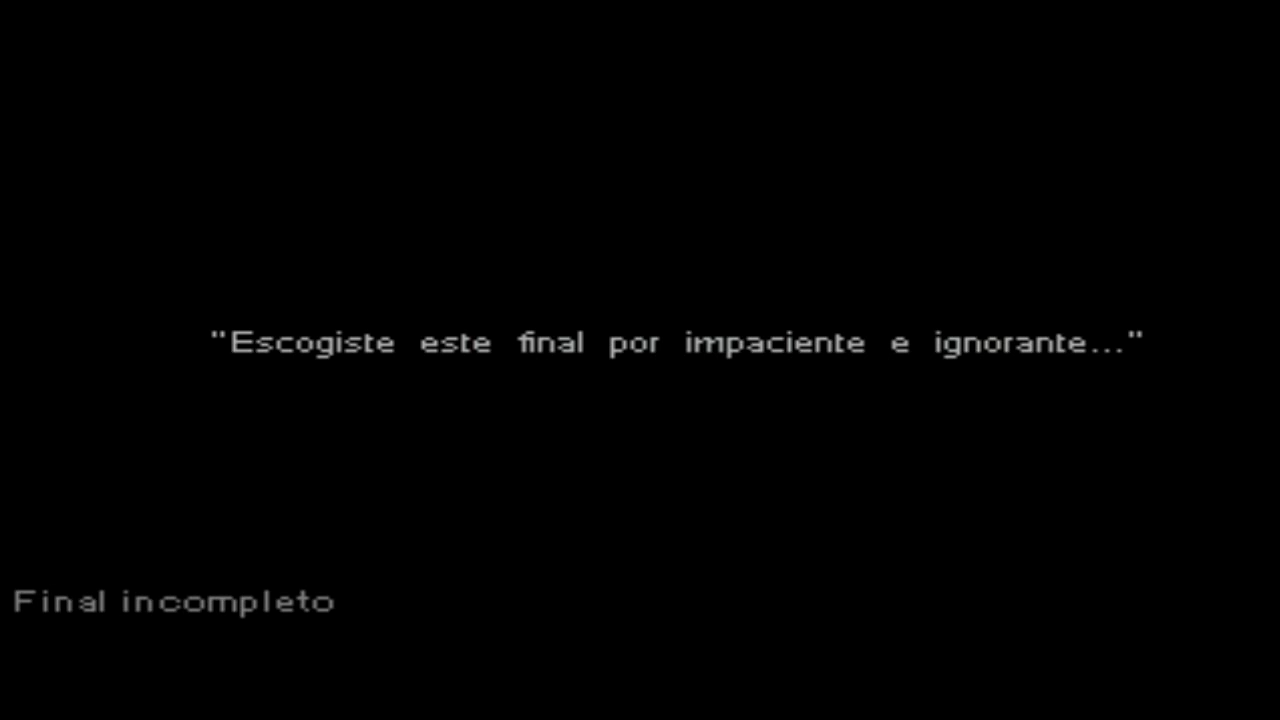 "Escogiste este final por impaciente e ignorante..."
Final incompleto